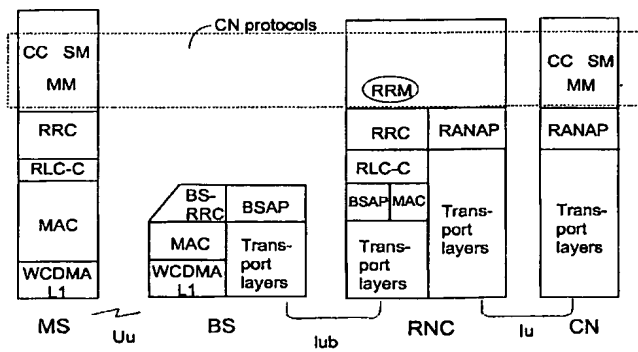 CN protocols
CC SM
MM
RRC
RLC-C
MAC
WCDMA
L1
MS
Uu
BS-
RRC
BSAP
MAC
Trans-
port
layers
WCDMA
L1
BS
Iub
RRM
RRC
RANAP
RLC-C
BSAP
MAC
Trans-
port
layers
Trans-
port
layers
RNC
Iu
CC SM
MM
RANAP
Trans-
port
layers
CN